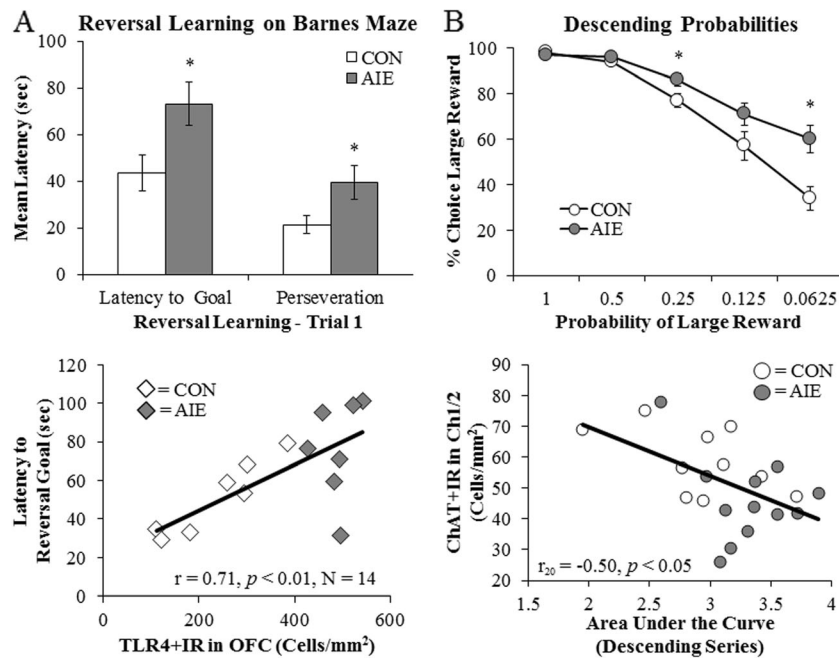 A
Reversal Learning on Barnes Maze
Mean Latency (sec)
100
80
60
40
20
0
*
*
CON
AIE
Latency to Goal
Perseveration
Reversal Learning - Trial 1
B
Descending Probabilities
% Choice Large Reward
100
80
60
40
20
0
*
*
CON
AIE
1
0.5
0.25
0.125
0.0625
Probability of Large Reward
Latency to
Reversal Goal (sec)
120
100
80
60
40
20
0
= CON
= AIE
r = 0.71, p < 0.01, N = 14
0
200
400
600
TLR4+IR in OFC (Cells/mm²)
ChAT+IR in Ch1/2
(Cells/mm²)
90
80
70
60
50
40
30
20
= CON
= AIE
r₂₀ = -0.50, p < 0.05
1.5
2
2.5
3
3.5
4
Area Under the Curve
(Descending Series)